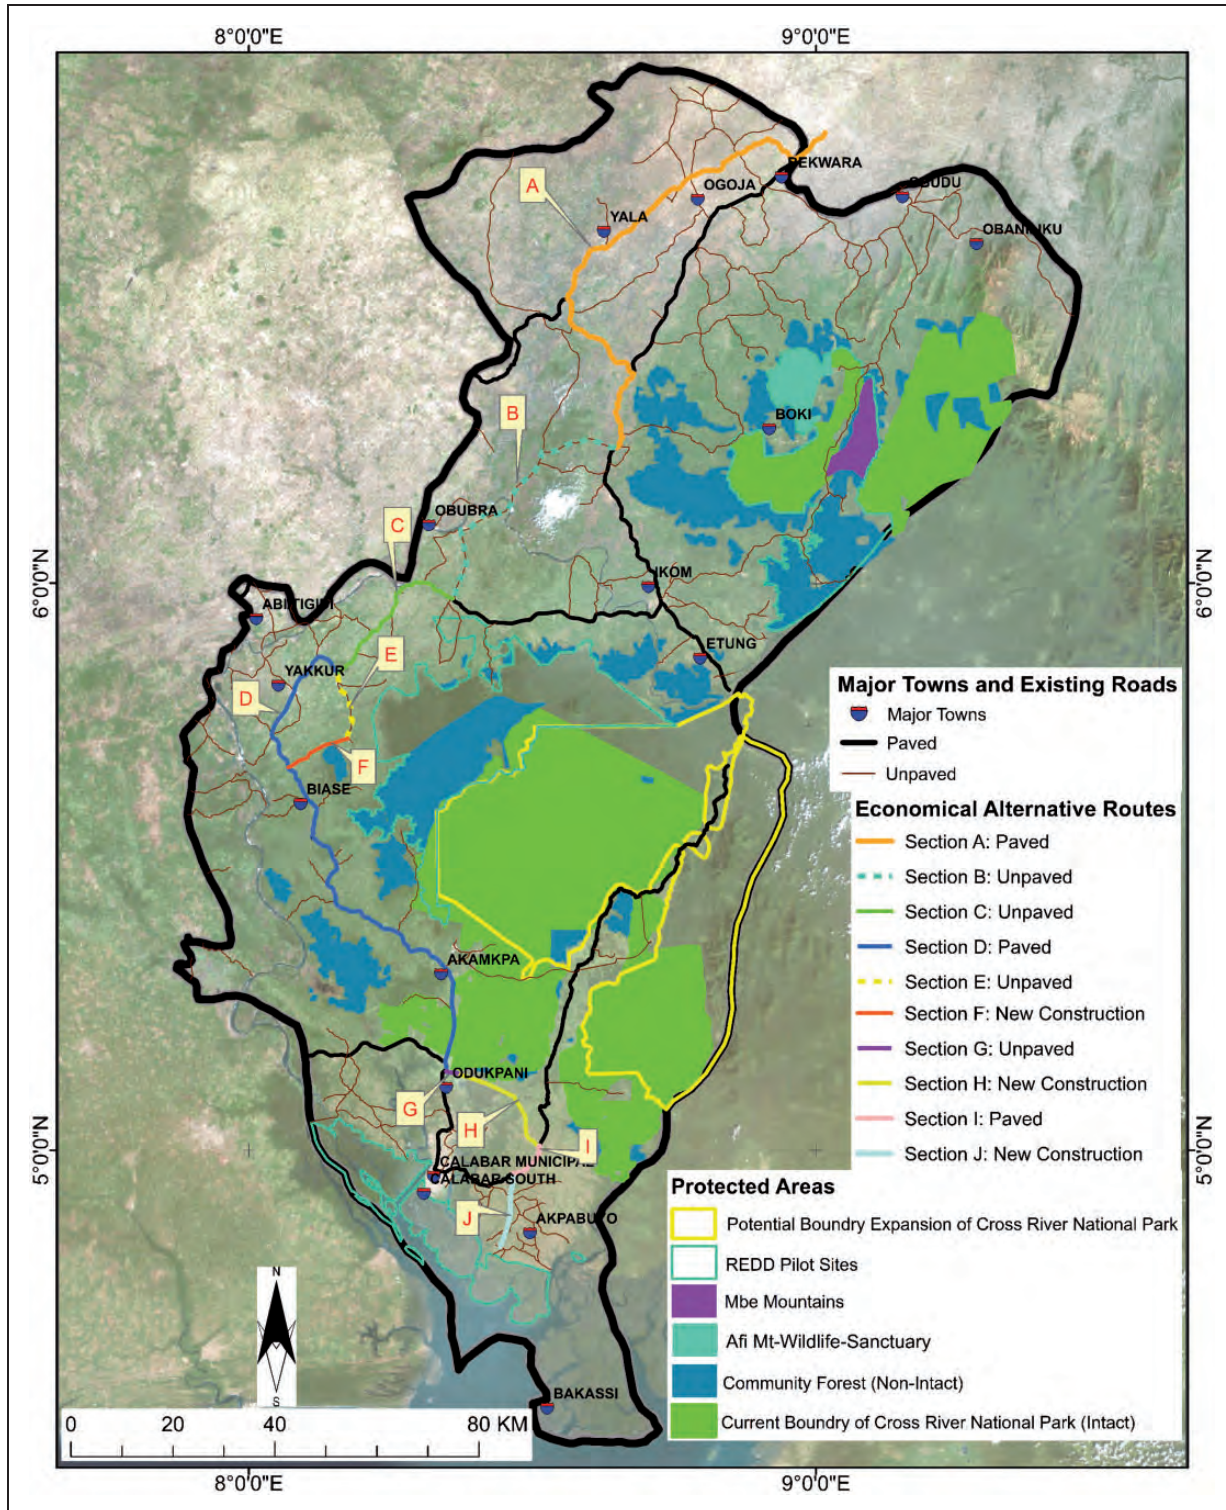 8°0'0"E
9°0'0"E
BEKWARA
OGOJA
OBUDU
A
YALA
OBANLIKU
B
BOKI
C
OBUBRA
6°0'0"N
6°0'0"N
IKOM
E
ETUNG
YAKKUR
D
F
BIASE
AKAMKPA
ODUKPANI
G
H
I
5°0'0"N
5°0'0"N
CALABAR MUNICIPAL
CALABAR SOUTH
J
AKPABUYO
BAKASSI
Major Towns and Existing Roads
Major Towns
Paved
Unpaved
Economical Alternative Routes
Section A: Paved
Section B: Unpaved
Section C: Unpaved
Section D: Paved
Section E: Unpaved
Section F: New Construction
Section G: Unpaved
Section H: New Construction
Section I: Paved
Section J: New Construction
Protected Areas
Potential Boundry Expansion of Cross River National Park
REDD Pilot Sites
Mbe Mountains
Afi Mt-Wildlife-Sanctuary
Community Forest (Non-Intact)
Current Boundry of Cross River National Park (Intact)
N
S
0 20 40 80 KM
8°0'0"E
9°0'0"E